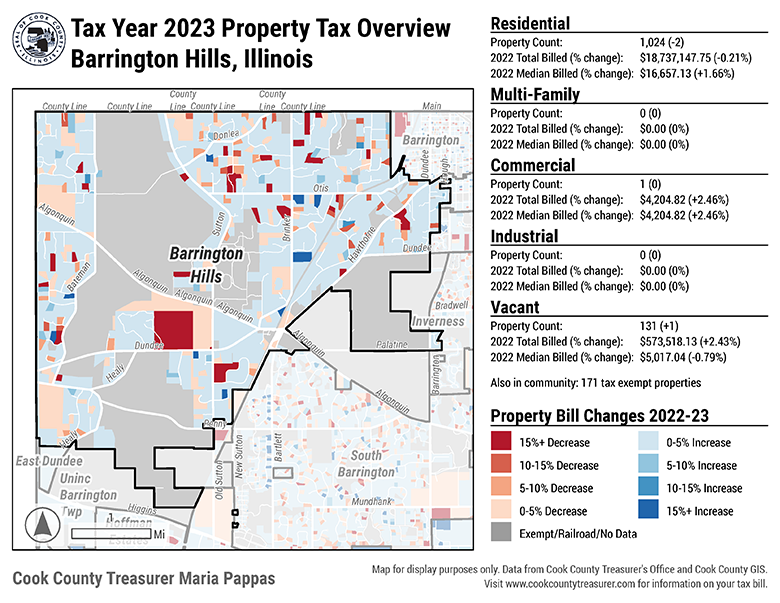 Tax Year 2023 Property Tax Overview
Barrington Hills, Illinois
Residential
Property Count: 1,024 (-2)
2022 Total Billed (% change): $18,737,147.75 (-0.21%)
2022 Median Billed (% change): $16,657.13 (+1.66%)
Multi-Family
Property Count: 0 (0)
2022 Total Billed (% change): $0.00 (0%)
2022 Median Billed (% change): $0.00 (0%)
Commercial
Property Count: 1 (0)
2022 Total Billed (% change): $4,204.82 (+2.46%)
2022 Median Billed (% change): $4,204.82 (+2.46%)
Industrial
Property Count: 0 (0)
2022 Total Billed (% change): $0.00 (0%)
2022 Median Billed (% change): $0.00 (0%)
Vacant
Property Count: 131 (+1)
2022 Total Billed (% change): $573,518.13 (+2.43%)
2022 Median Billed (% change): $5,017.04 (-0.79%)
Also in community: 171 tax exempt properties
Property Bill Changes 2022-23
15%+ Decrease
10-15% Decrease
5-10% Decrease
0-5% Decrease
Exempt/Railroad/No Data
0-5% Increase
5-10% Increase
10-15% Increase
15%+ Increase
County Line
County Line
County
Line
County Line
County
Line
County Line
Main
Donlea
Barrington
Dundee
Otis
Algonquin
Sutton
Brinker
Hawthorne
Dundee
Barrington
Hills
Bateman
Algonquin
Algonquin
Algonquin
Bradwell
Inverness
Dundee
Algonquin
Palatine
Healy
Barrington
Algonquin
Penny
Healy
East Dundee
Uninc
Barrington
Twp
Old Sutton
New Sutton
Bartlett
South
Barrington
Higgins
Mundhank
Hoffman
Estates
Mi
Cook County Treasurer Maria Pappas
Map for display purposes only. Data from Cook County Treasurer's Office and Cook County GIS.
Visit www.cookcountytreasurer.com for information on your tax bill.